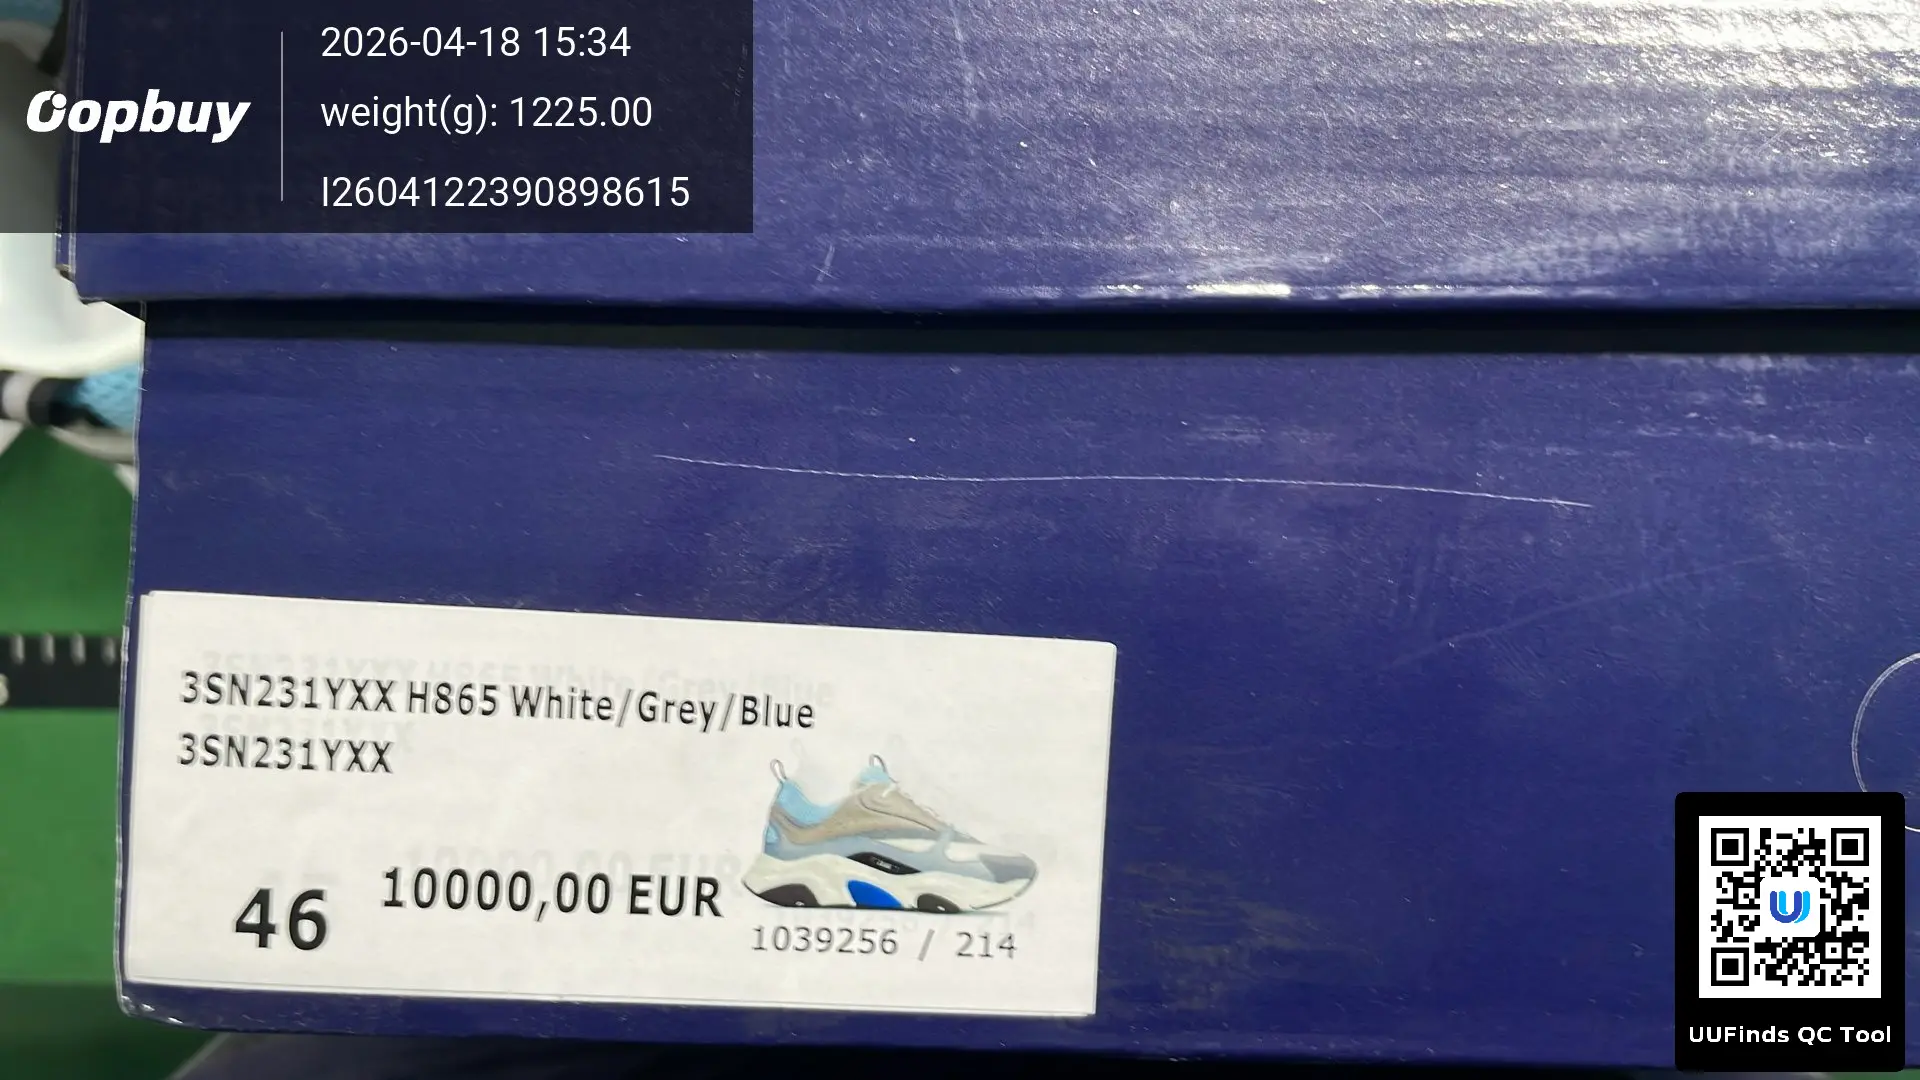 2026-04-18 15:34
oopbuy
weight(g): 1225.00
I2604122390898615
3SN231YXX H865 White/Grey/Blue
3SN231YXX
46
10000,00 EUR
1039256 / 214
UUFinds QC Tool